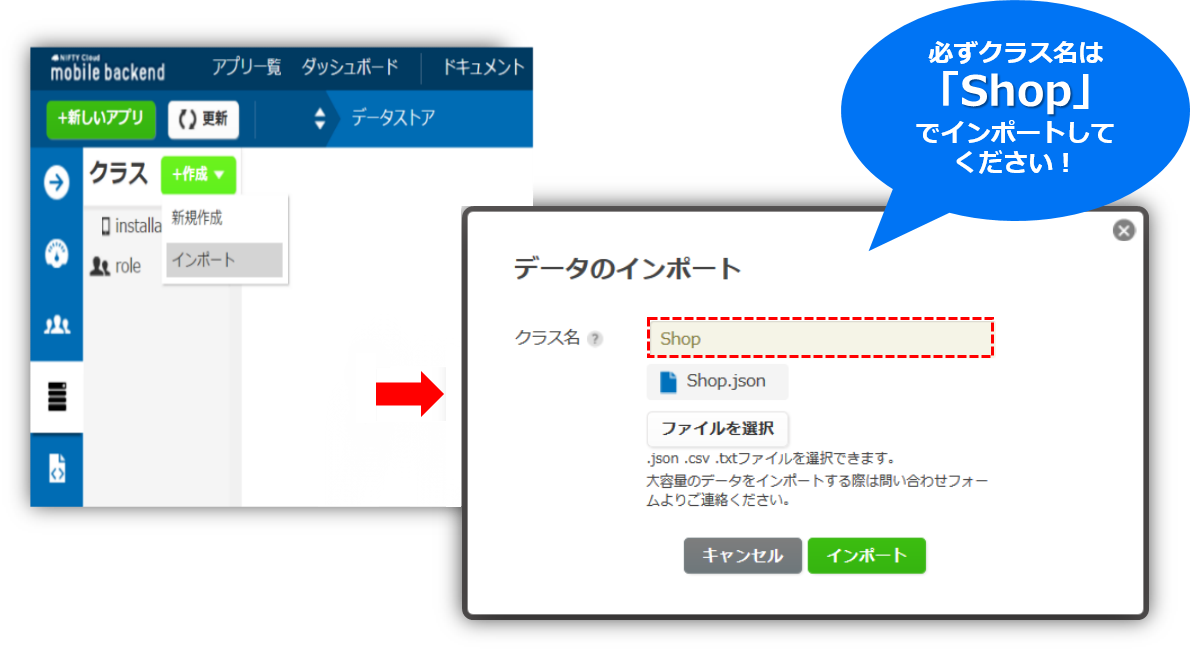 NIFTY Cloud
mobile backend
アプリ一覧 ダッシュボード ドキュメント
+新しいアプリ 更新 データストア
クラス +作成
新規作成
installa
インポート
role
必ずクラス名は
「Shop」
でインポートして
ください!
データのインポート
クラス名 ? Shop
Shop.json
ファイルを選択
.json .csv .txtファイルを選択できます。
大容量のデータをインポートする際は問い合わせフォー
ムよりご連絡ください。
キャンセル インポート